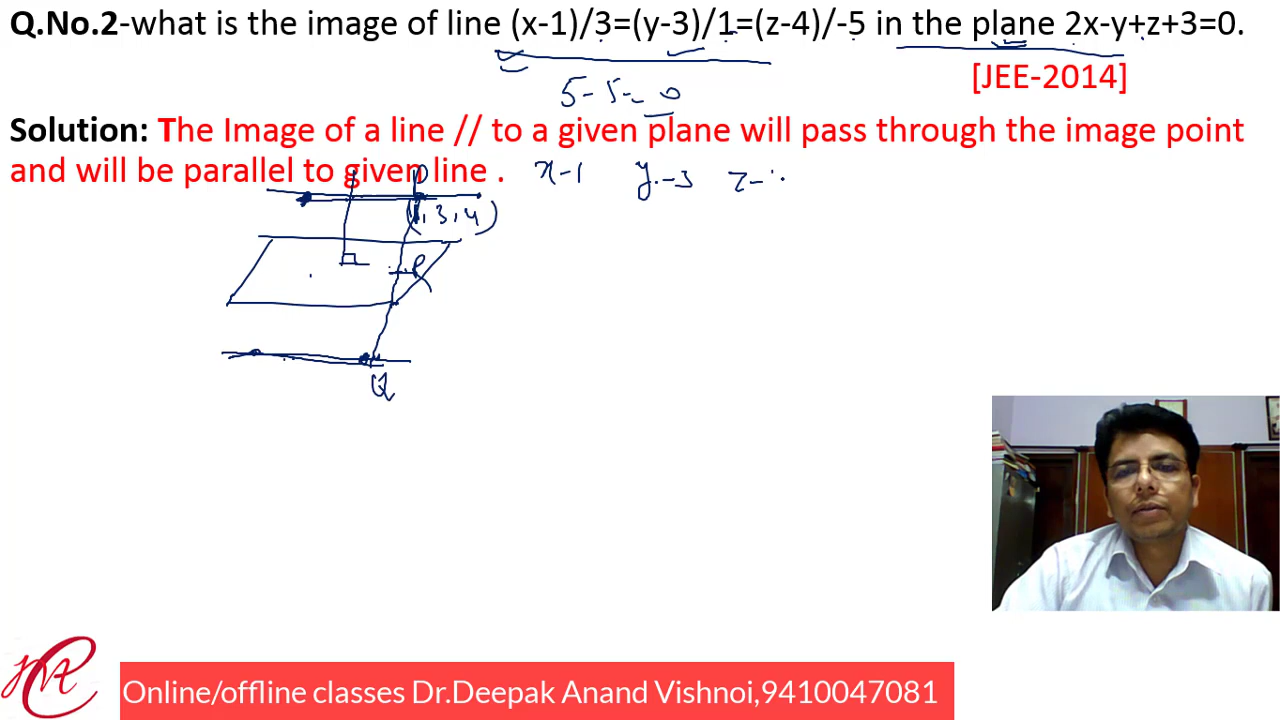 Q.No.2-what is the image of line (x-1)/3=(y-3)/1=(z-4)/-5 in the plane 2x-y+z+3=0.
[JEE-2014]
5-5=0
Solution: The Image of a line // to a given plane will pass through the image point
and will be parallel to given line .
x-1 y-3 z-
P
(1,3,4)
R
Q
Online/offline classes Dr.Deepak Anand Vishnoi,9410047081